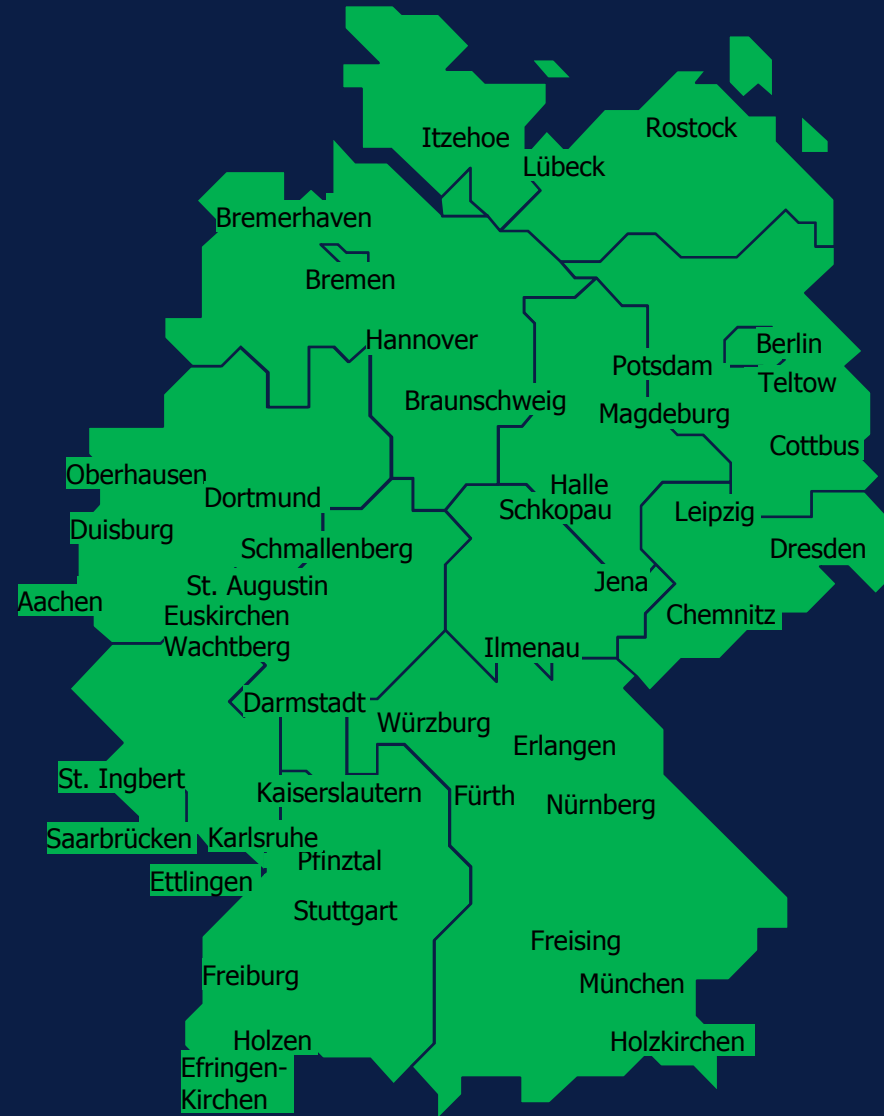 Rostock
Itzehoe
Lübeck
Bremerhaven
Bremen
Hannover
Berlin
Potsdam
Teltow
Braunschweig
Magdeburg
Cottbus
Oberhausen
Halle
Dortmund
Schkopau
Leipzig
Duisburg
Schmallenberg
Dresden
St. Augustin
Jena
Aachen
Euskirchen
Chemnitz
Wachtberg
Ilmenau
Darmstadt
Würzburg
Erlangen
St. Ingbert
Kaiserslautern
Fürth
Nürnberg
Saarbrücken
Karlsruhe
Pfinztal
Ettlingen
Stuttgart
Freising
Freiburg
München
Holzen
Holzkirchen
Efringen-
Kirchen